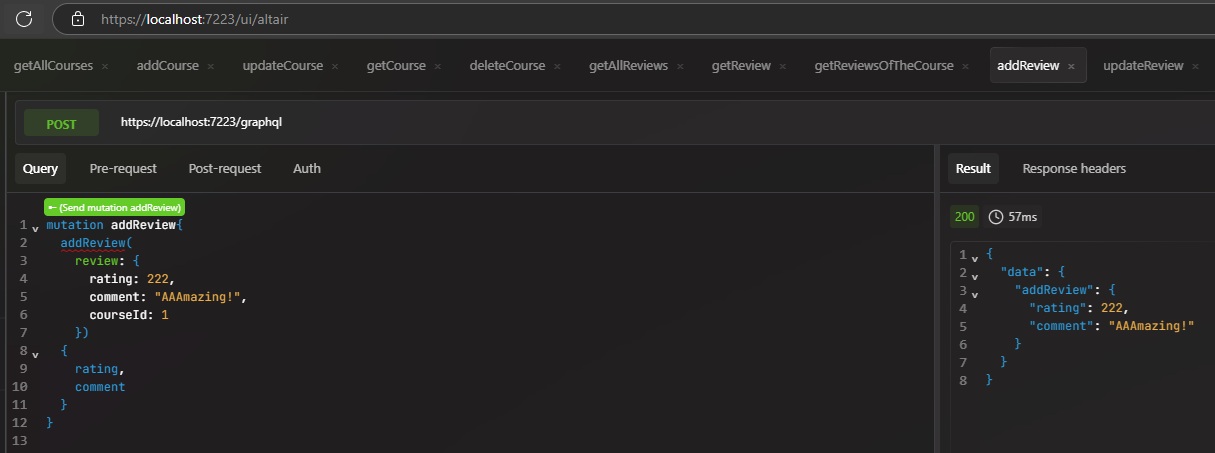 https://localhost:7223/ui/altair
getAllCourses × addCourse × updateCourse × getCourse × deleteCourse × getAllReviews × getReview × getReviewsOfTheCourse × addReview × updateReview ×
POST https://localhost:7223/graphql
Query Pre-request Post-request Auth
Result Response headers
← (Send mutation addReview)
1 mutation addReview{
2 addReview(
3 review: {
4 rating: 222,
5 comment: "AAAmazing!",
6 courseId: 1
7 })
8 {
9 rating,
10 comment
11 }
12 }
13
200 57ms
1 {
2 "data": {
3 "addReview": {
4 "rating": 222,
5 "comment": "AAAmazing!"
6 }
7 }
8 }